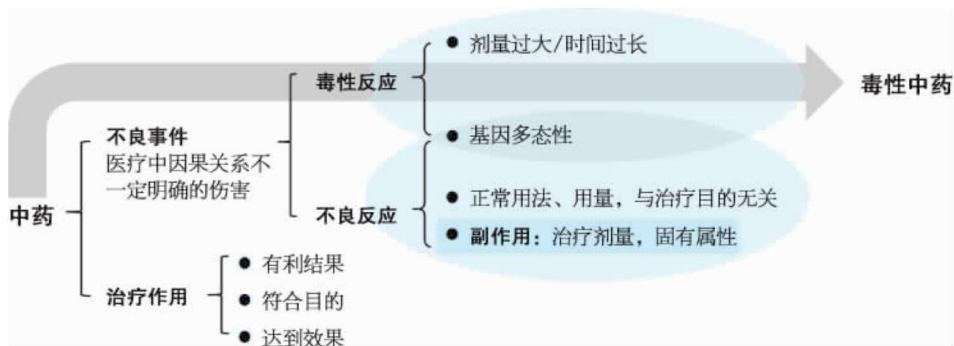 剂量过大/时间过长
毒性反应
毒性中药
不良事件
医疗中因果关系不
一定明确的伤害
基因多态性
中药
不良反应
正常用法、用量，与治疗目的无关
副作用：治疗剂量，固有属性
治疗作用
有利结果
符合目的
达到效果